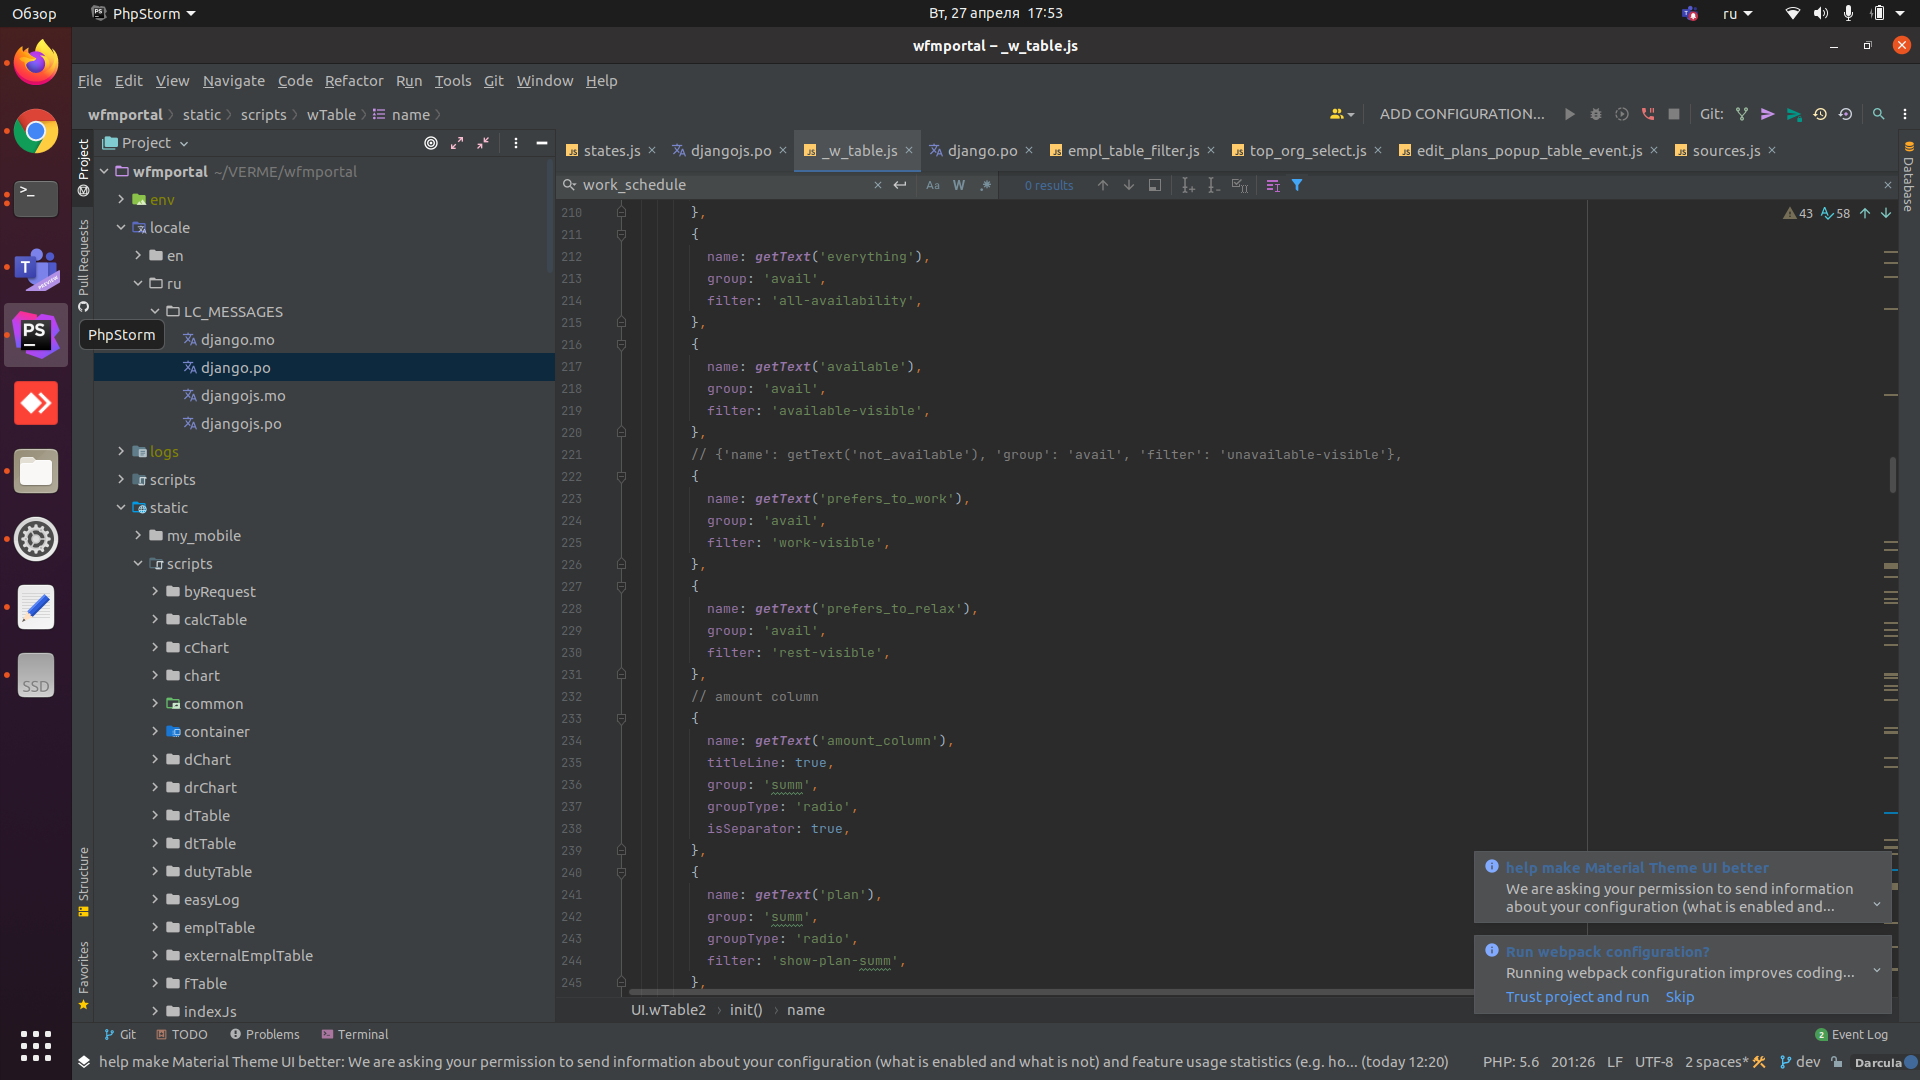 Обзор
PhpStorm
Вт, 27 апреля 17:53
ru
wfmportal – _w_table.js
File Edit View Navigate Code Refactor Run Tools Git Window Help
wfmportal static scripts wTable name
ADD CONFIGURATION...
Git:
Project
states.js
djangojs.po
_w_table.js
django.po
empl_table_filter.js
top_org_select.js
edit_plans_popup_table_event.js
sources.js
work_schedule
Aa W .*
0 results
43 58
Project
Pull Requests
Structure
Favorites
Database
wfmportal ~/VERME/wfmportal
env
locale
en
ru
LC_MESSAGES
django.mo
django.po
djangojs.mo
djangojs.po
logs
scripts
static
my_mobile
scripts
byRequest
calcTable
cChart
chart
common
container
dChart
drChart
dTable
dtTable
dutyTable
easyLog
emplTable
externalEmplTable
fTable
indexJs
PhpStorm
PS
SSD
210 },
211 {
212 name: getText('everything'),
213 group: 'avail',
214 filter: 'all-availability',
215 },
216 {
217 name: getText('available'),
218 group: 'avail',
219 filter: 'available-visible',
220 },
221 // {'name': getText('not_available'), 'group': 'avail', 'filter': 'unavailable-visible'},
222 {
223 name: getText('prefers_to_work'),
224 group: 'avail',
225 filter: 'work-visible',
226 },
227 {
228 name: getText('prefers_to_relax'),
229 group: 'avail',
230 filter: 'rest-visible',
231 },
232 // amount column
233 {
234 name: getText('amount_column'),
235 titleLine: true,
236 group: 'summ',
237 groupType: 'radio',
238 isSeparator: true,
239 },
240 {
241 name: getText('plan'),
242 group: 'summ',
243 groupType: 'radio',
244 filter: 'show-plan-summ',
245 },
help make Material Theme UI better
We are asking your permission to send information
about your configuration (what is enabled and...
Run webpack configuration?
Running webpack configuration improves coding...
Trust project and run Skip
UI.wTable2 init() name
Git TODO Problems Terminal
2 Event Log
help make Material Theme UI better: We are asking your permission to send information about your configuration (what is enabled and what is not) and feature usage statistics (e.g. ho... (today 12:20)
PHP: 5.6 201:26 LF UTF-8 2 spaces* dev Darcula